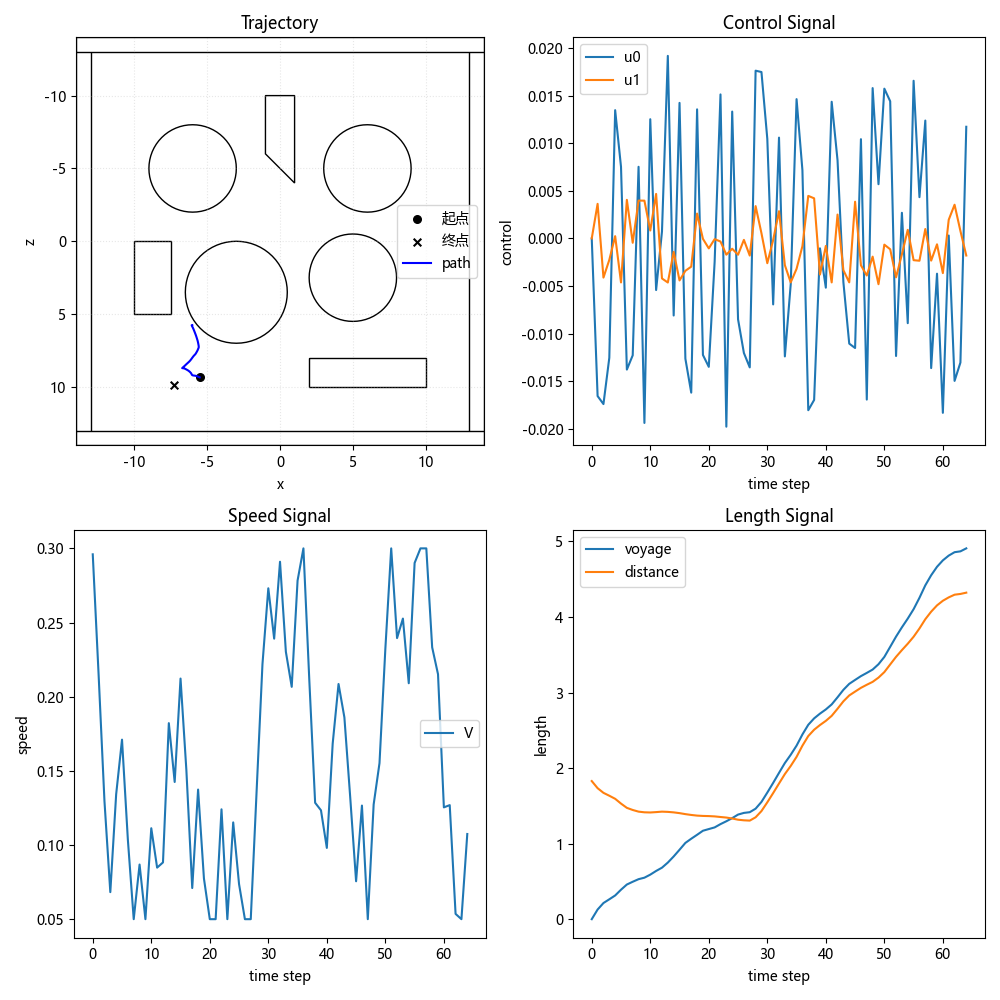 Trajectory
-10
-5
0
5
10
z
-10
-5
0
5
10
x
起点
终点
path
Control Signal
0.020
0.015
0.010
0.005
0.000
-0.005
-0.010
-0.015
-0.020
control
0
10
20
30
40
50
60
time step
u0
u1
Speed Signal
0.30
0.25
0.20
0.15
0.10
0.05
speed
0
10
20
30
40
50
60
time step
V
Length Signal
5
4
3
2
1
0
length
0
10
20
30
40
50
60
time step
voyage
distance